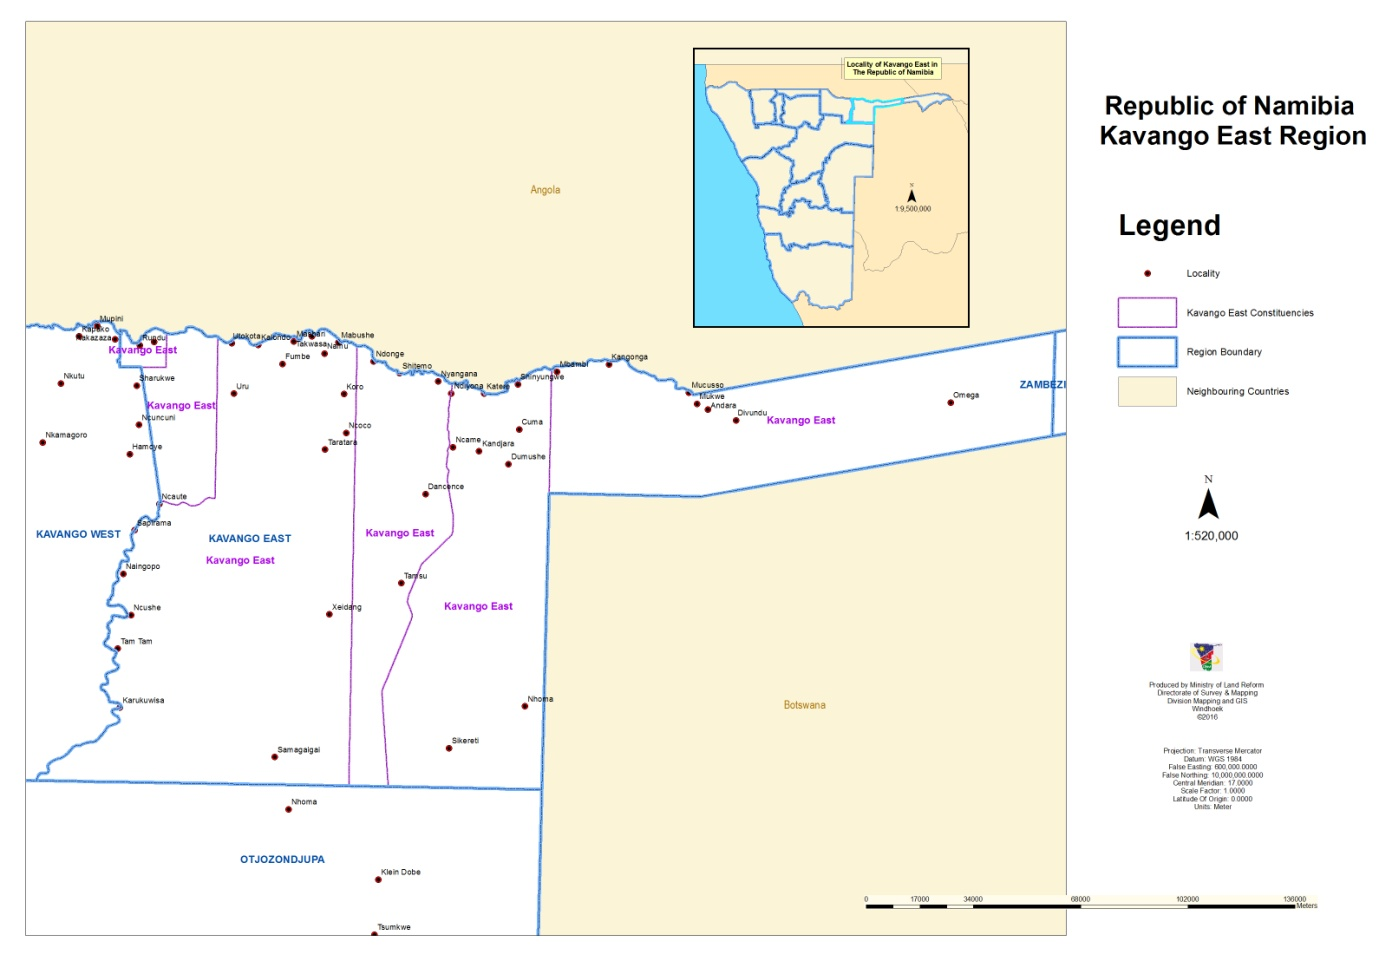 Locality of Kavango East in
The Republic of Namibia
N
1:9,500,000
Republic of Namibia
Kavango East Region
Angola
Legend
Locality
Kavango East Constituencies
Region Boundary
Neighbouring Countries
Mupini
Kapako
Kakazaza
Rundu
Kavango East
Utokota
Kalondo
Mashari
Takwasa
Namu
Mabushe
Fumbe
Ndonge
Shitemo
Nyangana
Ndiyona
Katere
Shinyungwe
Mbambi
Kangonga
Mucusso
Mukwe
Andara
Divundu
Kavango East
Omega
ZAMBEZI
Nkutu
Sharukwe
Uru
Koro
Kavango East
Ncuncuni
Nkamagoro
Hamoye
Ncoco
Taratara
Cuma
Ncame
Kandjara
Dumushe
Ncaute
Dancence
Sapirama
KAVANGO WEST
KAVANGO EAST
Kavango East
Kavango East
N
1:520,000
Naingopo
Tamsu
Ncushe
Xeidang
Kavango East
Tam Tam
Karukuwisa
Nhoma
Botswana
Sikereti
Samagaigai
Nhoma
OTJOZONDJUPA
Klein Dobe
Tsumkwe
Produced by Ministry of Land Reform
Directorate of Survey & Mapping
Division Mapping and GIS
Windhoek
©2016
Projection: Transverse Mercator
Datum: WGS 1984
False Easting: 600,000.0000
False Northing: 10,000,000.0000
Central Meridian: 17.0000
Scale Factor: 1.0000
Latitude Of Origin: 0.0000
Units: Meter
0 17000 34000 68000 102000 136000
Meters